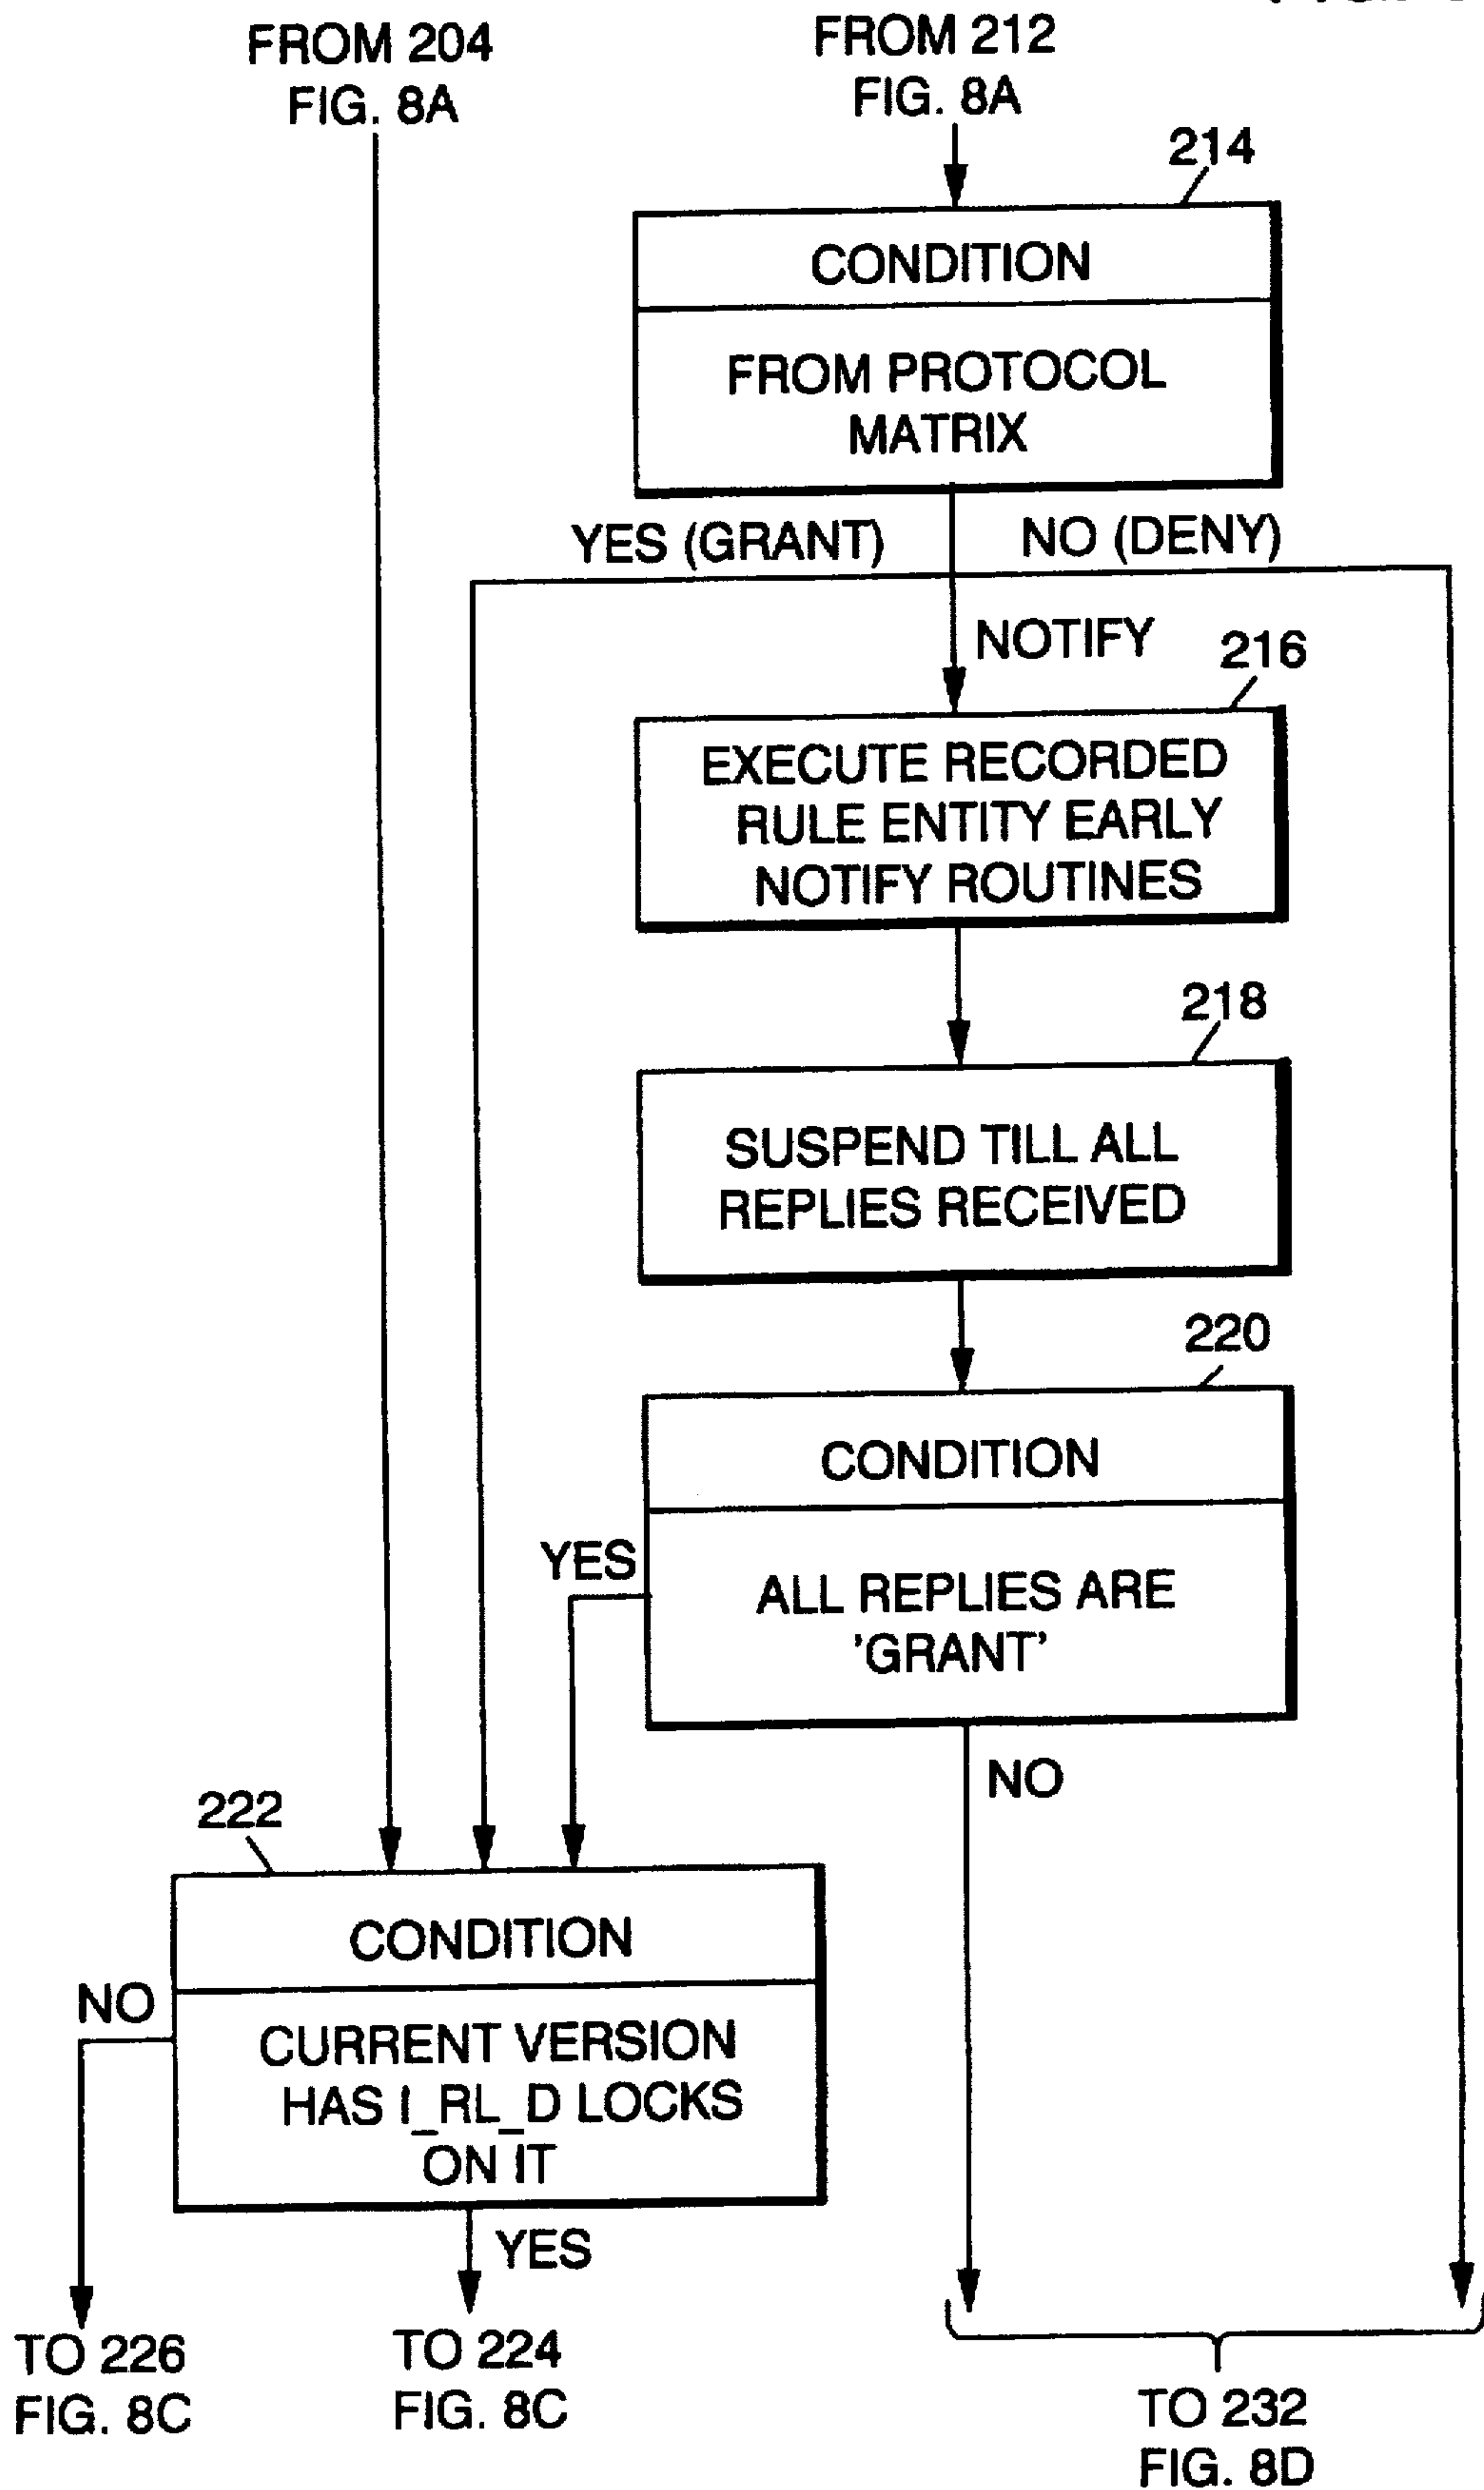 FROM 204
FIG. 8A
FROM 212
FIG. 8A
214
CONDITION
FROM PROTOCOL
MATRIX
YES (GRANT)
NO (DENY)
NOTIFY
216
EXECUTE RECORDED
RULE ENTITY EARLY
NOTIFY ROUTINES
218
SUSPEND TILL ALL
REPLIES RECEIVED
220
CONDITION
YES
ALL REPLIES ARE
'GRANT'
NO
222
CONDITION
NO
CURRENT VERSION
HAS I_RL_D LOCKS
ON IT
YES
TO 226
FIG. 8C
TO 224
FIG. 8C
TO 232
FIG. 8D